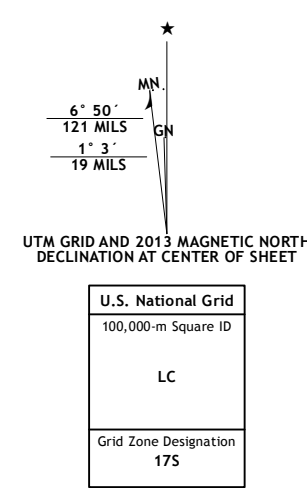 MN
6° 50´
121 MILS
GN
1° 3´
19 MILS
UTM GRID AND 2013 MAGNETIC NORTH
DECLINATION AT CENTER OF SHEET
U.S. National Grid
100,000-m Square ID
LC
Grid Zone Designation
17S